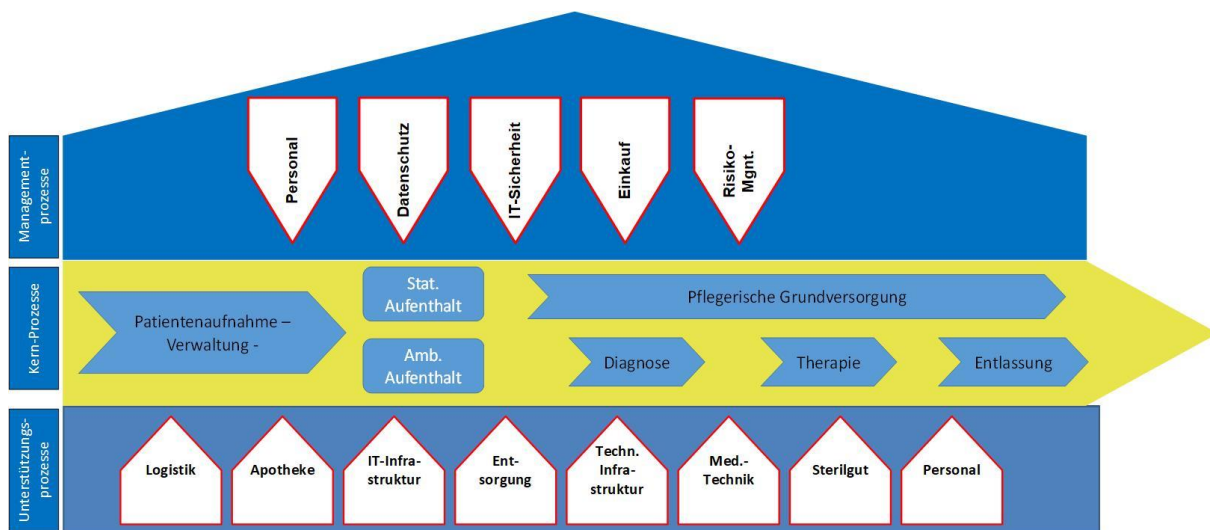 Management-
prozesse
Personal
Datenschutz
IT-Sicherheit
Einkauf
Risiko-
Mgnt.
Kern-Prozesse
Patientenaufnahme –
Verwaltung -
Stat.
Aufenthalt
Amb.
Aufenthalt
Pflegerische Grundversorgung
Diagnose
Therapie
Entlassung
Unterstützungs-
prozesse
Logistik
Apotheke
IT-Infra-
struktur
Ent-
sorgung
Techn.
Infra-
struktur
Med.-
Technik
Sterilgut
Personal